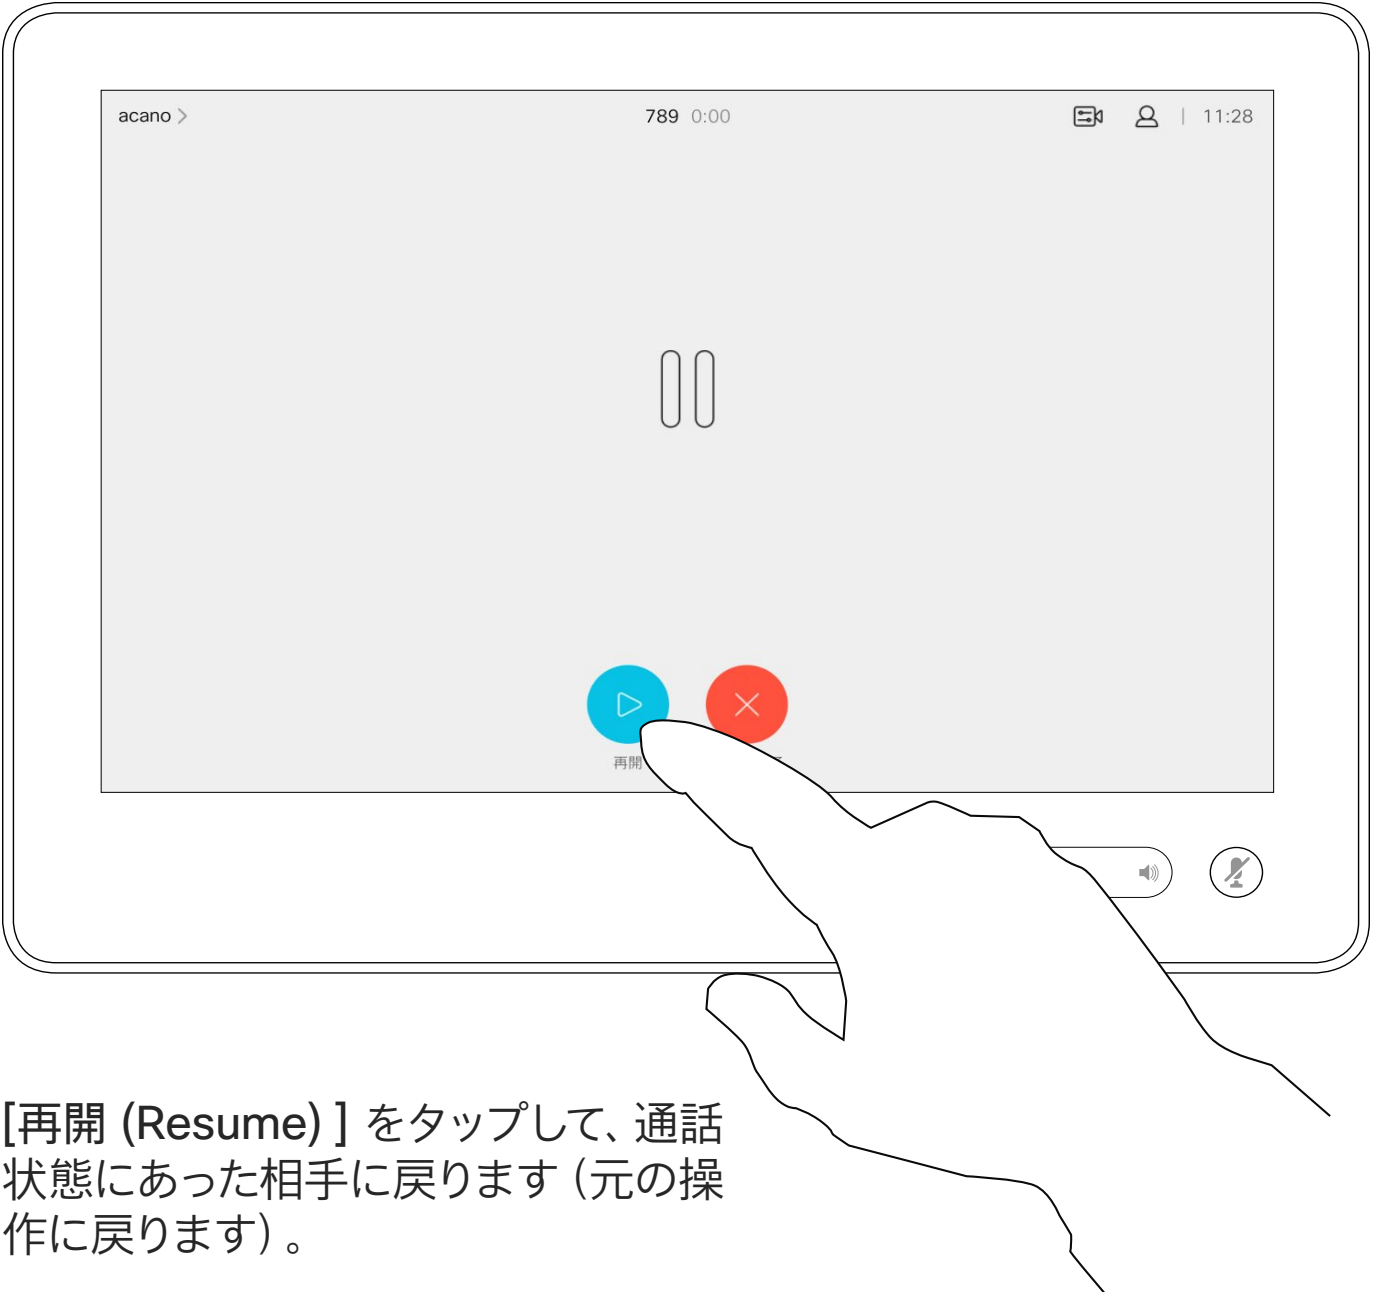 acano
789 0:00
11:28
再開
[再開 (Resume) ] をタップして、通話
状態にあった相手に戻ります (元の操
作に戻ります) 。